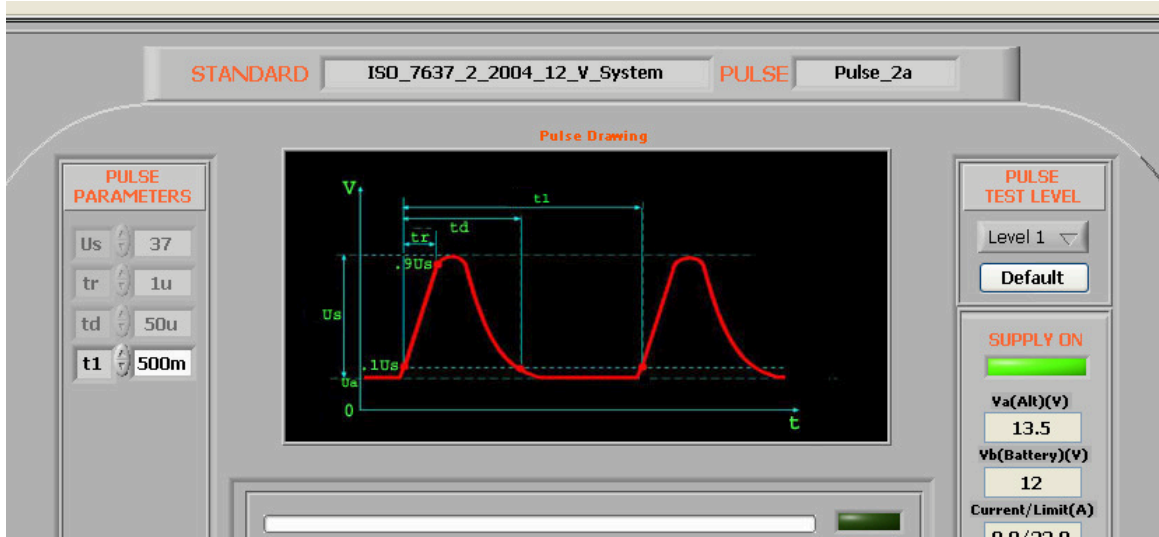 STANDARD ISO_7637_2_2004_12_V_System PULSE Pulse_2a
Pulse Drawing
PULSE
PARAMETERS
Us 37
tr 1u
td 50u
t1 500m
V
t1
td
tr
.9Us
Us
.1Us
Ua
0
t
PULSE
TEST LEVEL
Level 1
Default
SUPPLY ON
Va(Alt)(V)
13.5
Vb(Battery)(V)
12
Current/Limit(A)